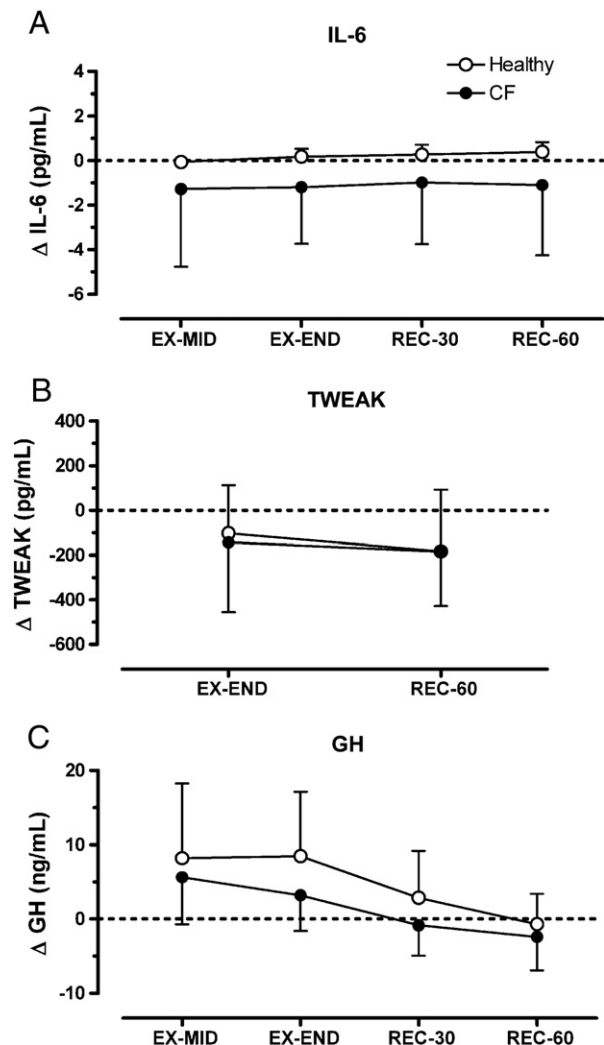 A
IL-6
Healthy
CF
Δ IL-6 (pg/mL)
4
2
0
-2
-4
-6
EX-MID EX-END REC-30 REC-60
B
TWEAK
Δ TWEAK (pg/mL)
400
200
0
-200
-400
-600
EX-END REC-60
C
GH
Δ GH (ng/mL)
20
10
0
-10
EX-MID EX-END REC-30 REC-60